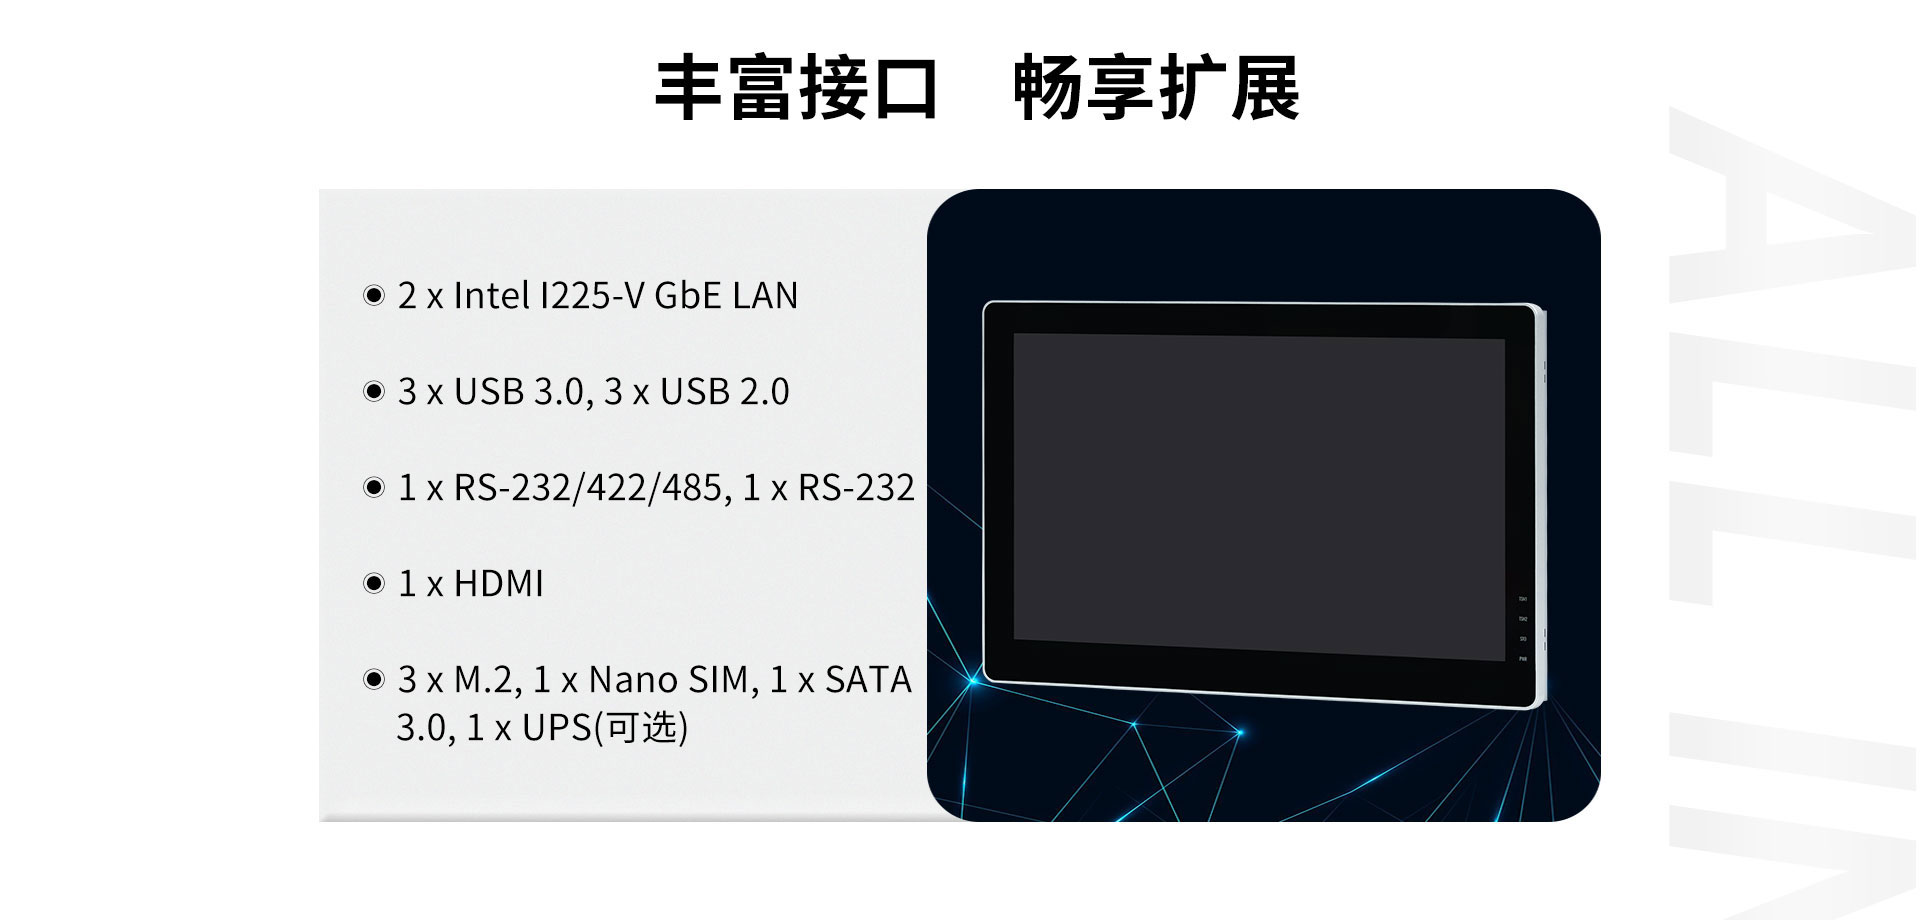 丰富接口 畅享扩展
2 x Intel I225-V GbE LAN
3 x USB 3.0, 3 x USB 2.0
1 x RS-232/422/485, 1 x RS-232
1 x HDMI
3 x M.2, 1 x Nano SIM, 1 x SATA
3.0, 1 x UPS(可选)
ALL IN